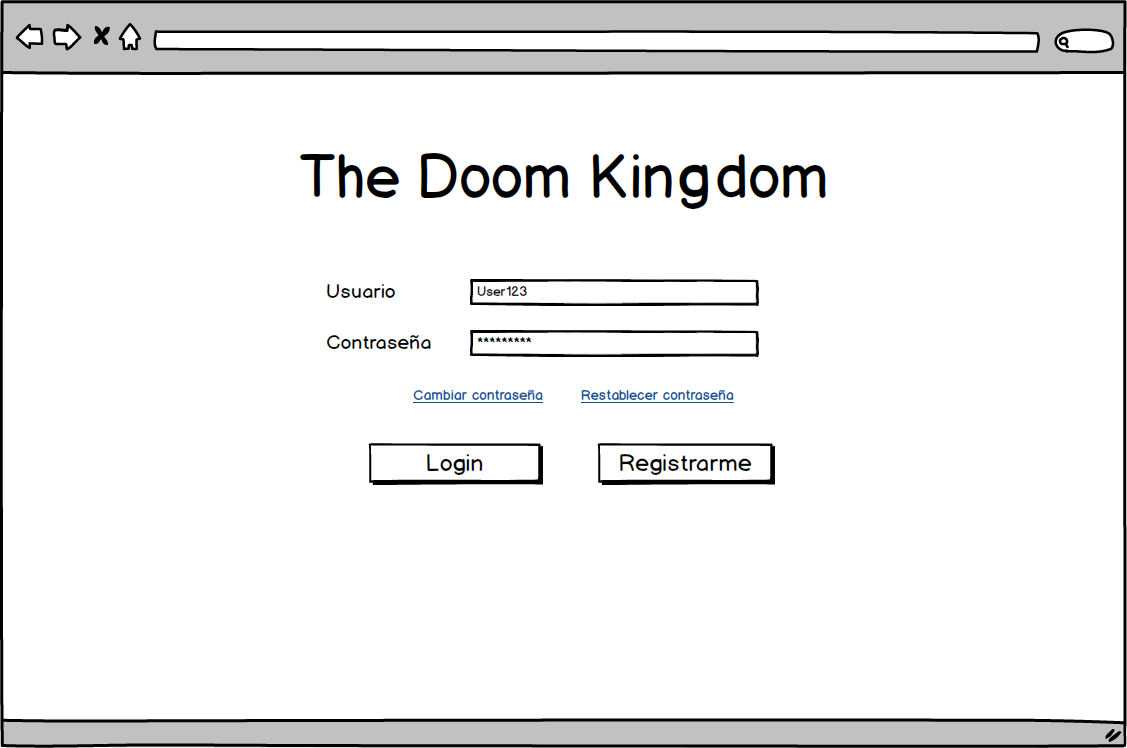 The Doom Kingdom
Usuario User123
Contraseña *********
Cambiar contraseña Restablecer contraseña
Login Registrarme